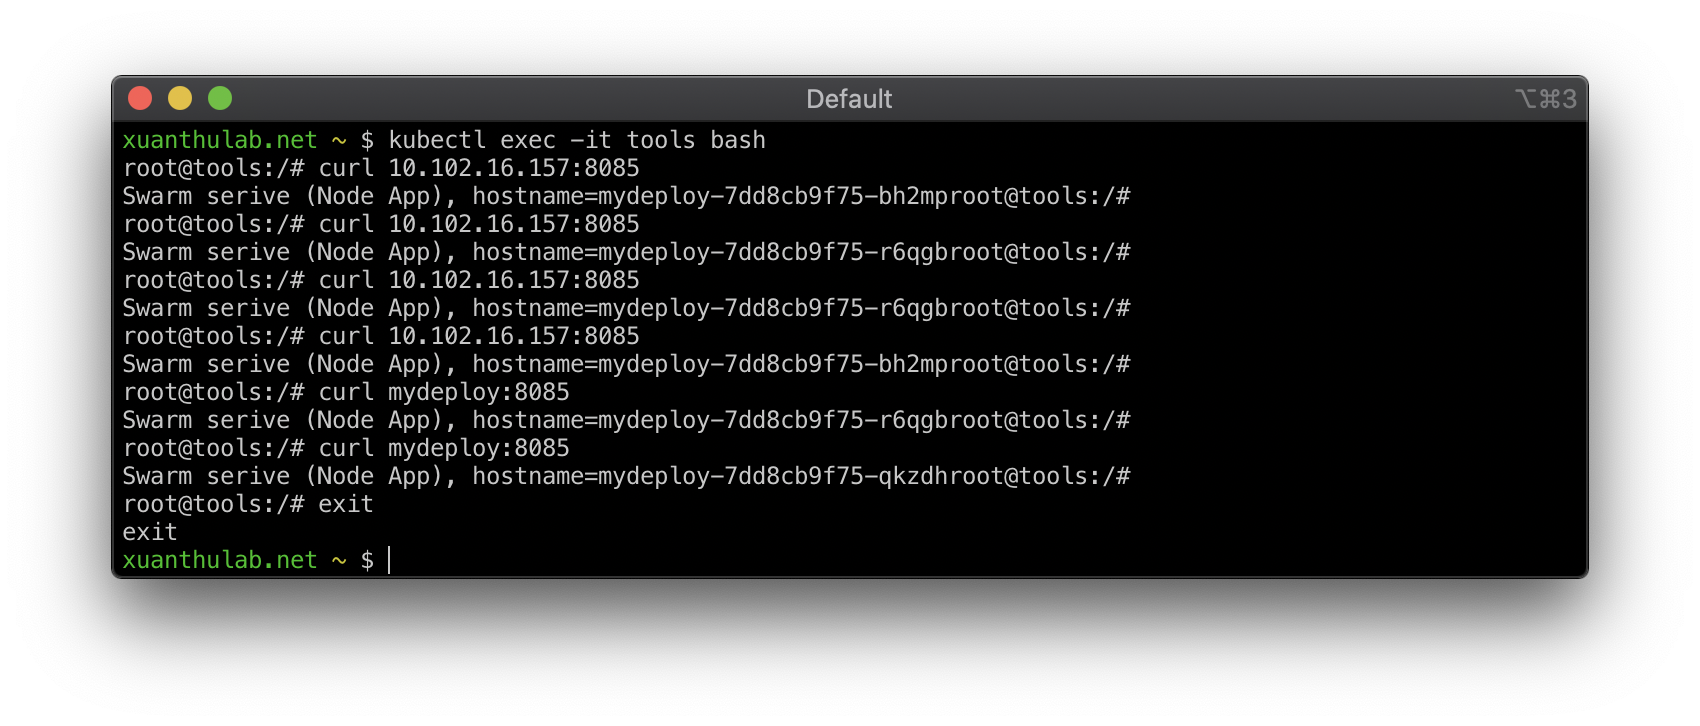 Default
⌥⌘3
xuanthulab.net ~ $ kubectl exec -it tools bash
root@tools:/# curl 10.102.16.157:8085
Swarm serive (Node App), hostname=mydeploy-7dd8cb9f75-bh2mproot@tools:/#
root@tools:/# curl 10.102.16.157:8085
Swarm serive (Node App), hostname=mydeploy-7dd8cb9f75-r6qgbroot@tools:/#
root@tools:/# curl 10.102.16.157:8085
Swarm serive (Node App), hostname=mydeploy-7dd8cb9f75-r6qgbroot@tools:/#
root@tools:/# curl 10.102.16.157:8085
Swarm serive (Node App), hostname=mydeploy-7dd8cb9f75-bh2mproot@tools:/#
root@tools:/# curl mydeploy:8085
Swarm serive (Node App), hostname=mydeploy-7dd8cb9f75-r6qgbroot@tools:/#
root@tools:/# curl mydeploy:8085
Swarm serive (Node App), hostname=mydeploy-7dd8cb9f75-qkzdhroot@tools:/#
root@tools:/# exit
exit
xuanthulab.net ~ $